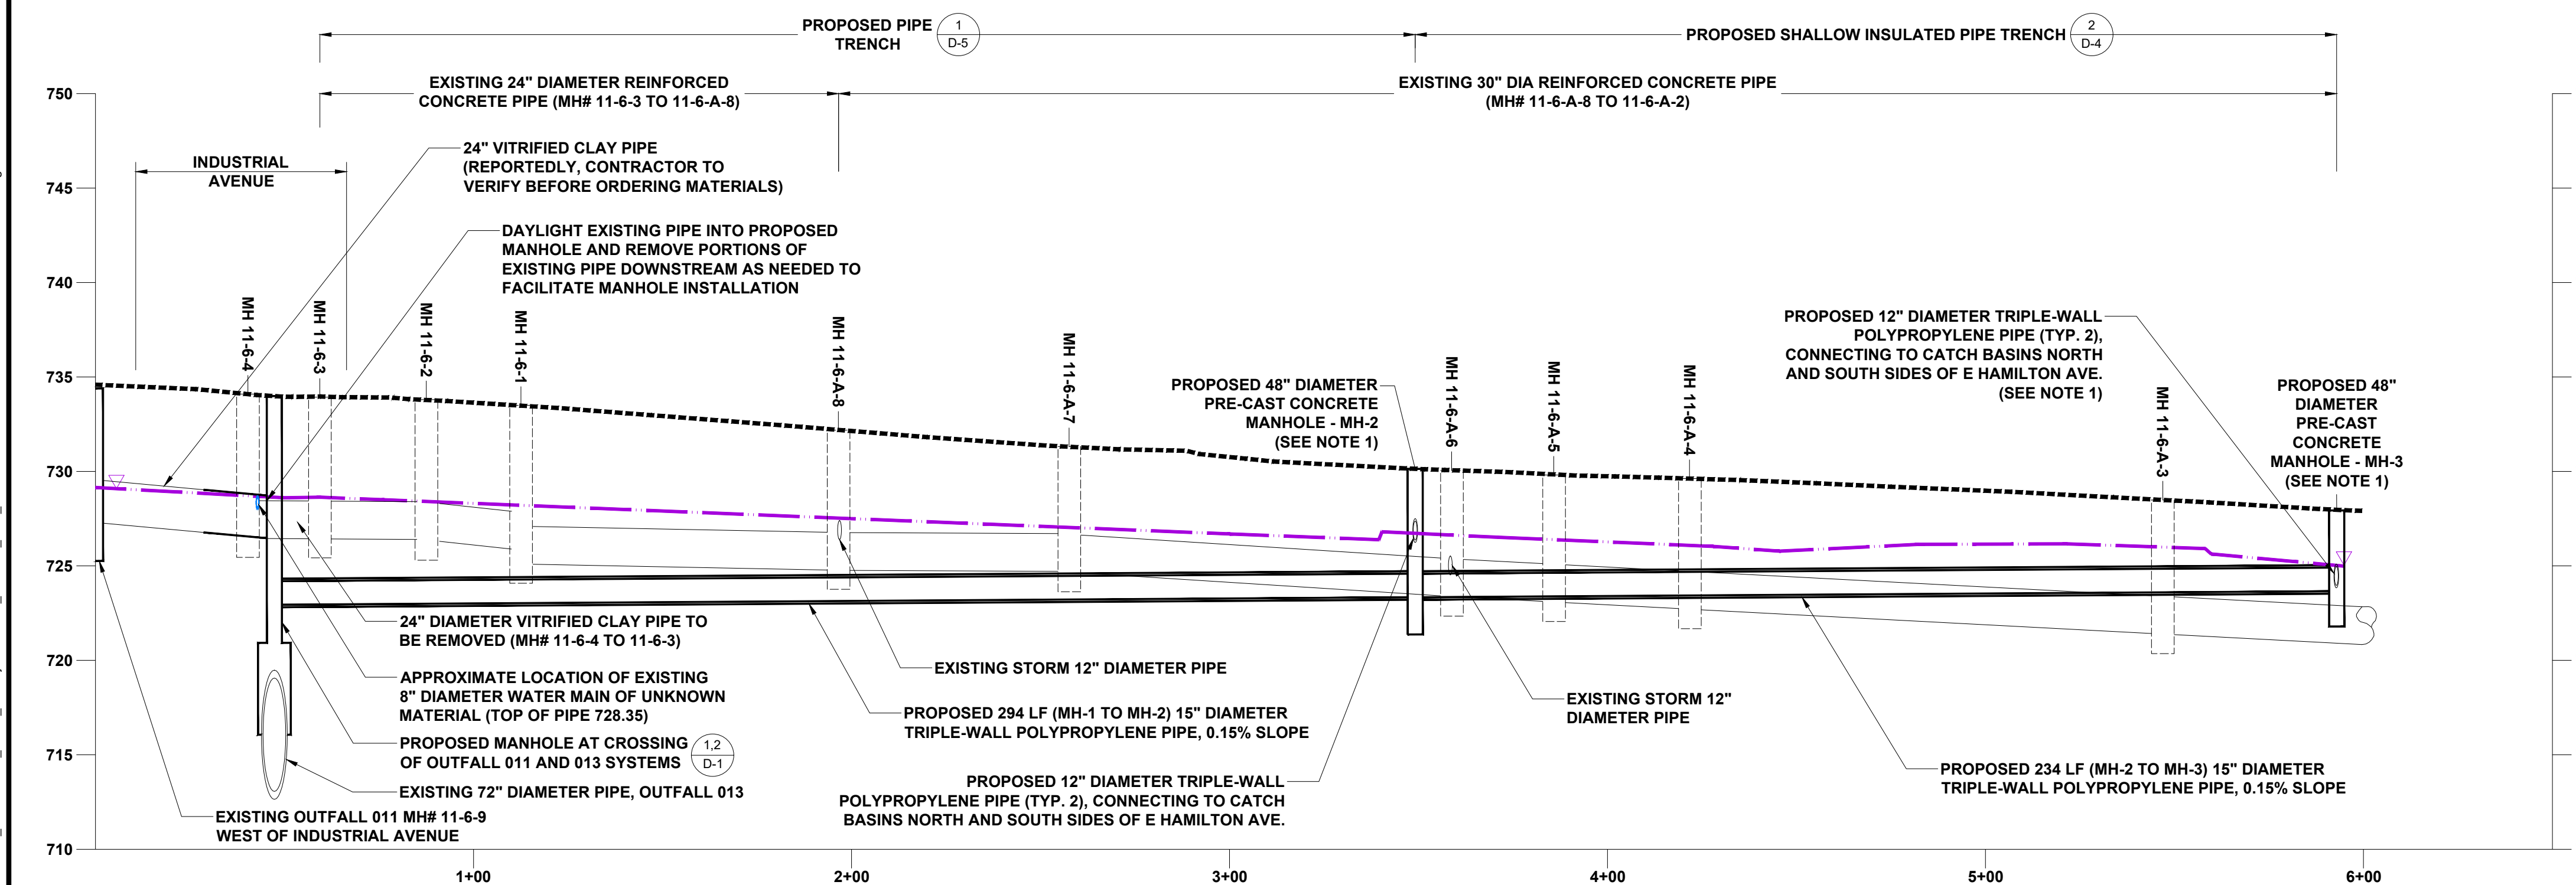 PROPOSED PIPE
TRENCH
1
D-5
PROPOSED SHALLOW INSULATED PIPE TRENCH
2
D-4
EXISTING 24" DIAMETER REINFORCED
CONCRETE PIPE (MH# 11-6-3 TO 11-6-A-8)
EXISTING 30" DIA REINFORCED CONCRETE PIPE
(MH# 11-6-A-8 TO 11-6-A-2)
750
745
740
735
730
725
720
715
710
INDUSTRIAL
AVENUE
24" VITRIFIED CLAY PIPE
(REPORTEDLY, CONTRACTOR TO
VERIFY BEFORE ORDERING MATERIALS)
DAYLIGHT EXISTING PIPE INTO PROPOSED
MANHOLE AND REMOVE PORTIONS OF
EXISTING PIPE DOWNSTREAM AS NEEDED TO
FACILITATE MANHOLE INSTALLATION
MH 11-6-4
MH 11-6-3
MH 11-6-2
MH 11-6-1
MH 11-6-A-8
MH 11-6-A-7
MH 11-6-A-6
MH 11-6-A-5
MH 11-6-A-4
MH 11-6-A-3
PROPOSED 48" DIAMETER
PRE-CAST CONCRETE
MANHOLE - MH-2
(SEE NOTE 1)
PROPOSED 12" DIAMETER TRIPLE-WALL
POLYPROPYLENE PIPE (TYP. 2),
CONNECTING TO CATCH BASINS NORTH
AND SOUTH SIDES OF E HAMILTON AVE.
(SEE NOTE 1)
PROPOSED 48"
DIAMETER
PRE-CAST
CONCRETE
MANHOLE - MH-3
(SEE NOTE 1)
24" DIAMETER VITRIFIED CLAY PIPE TO
BE REMOVED (MH# 11-6-4 TO 11-6-3)
APPROXIMATE LOCATION OF EXISTING
8" DIAMETER WATER MAIN OF UNKNOWN
MATERIAL (TOP OF PIPE 728.35)
PROPOSED MANHOLE AT CROSSING
OF OUTFALL 011 AND 013 SYSTEMS
1,2
D-1
EXISTING 72" DIAMETER PIPE, OUTFALL 013
EXISTING OUTFALL 011 MH# 11-6-9
WEST OF INDUSTRIAL AVENUE
EXISTING STORM 12" DIAMETER PIPE
PROPOSED 294 LF (MH-1 TO MH-2) 15" DIAMETER
TRIPLE-WALL POLYPROPYLENE PIPE, 0.15% SLOPE
PROPOSED 12" DIAMETER TRIPLE-WALL
POLYPROPYLENE PIPE (TYP. 2), CONNECTING TO CATCH
BASINS NORTH AND SOUTH SIDES OF E HAMILTON AVE.
EXISTING STORM 12"
DIAMETER PIPE
PROPOSED 234 LF (MH-2 TO MH-3) 15" DIAMETER
TRIPLE-WALL POLYPROPYLENE PIPE, 0.15% SLOPE
1+00
2+00
3+00
4+00
5+00
6+00